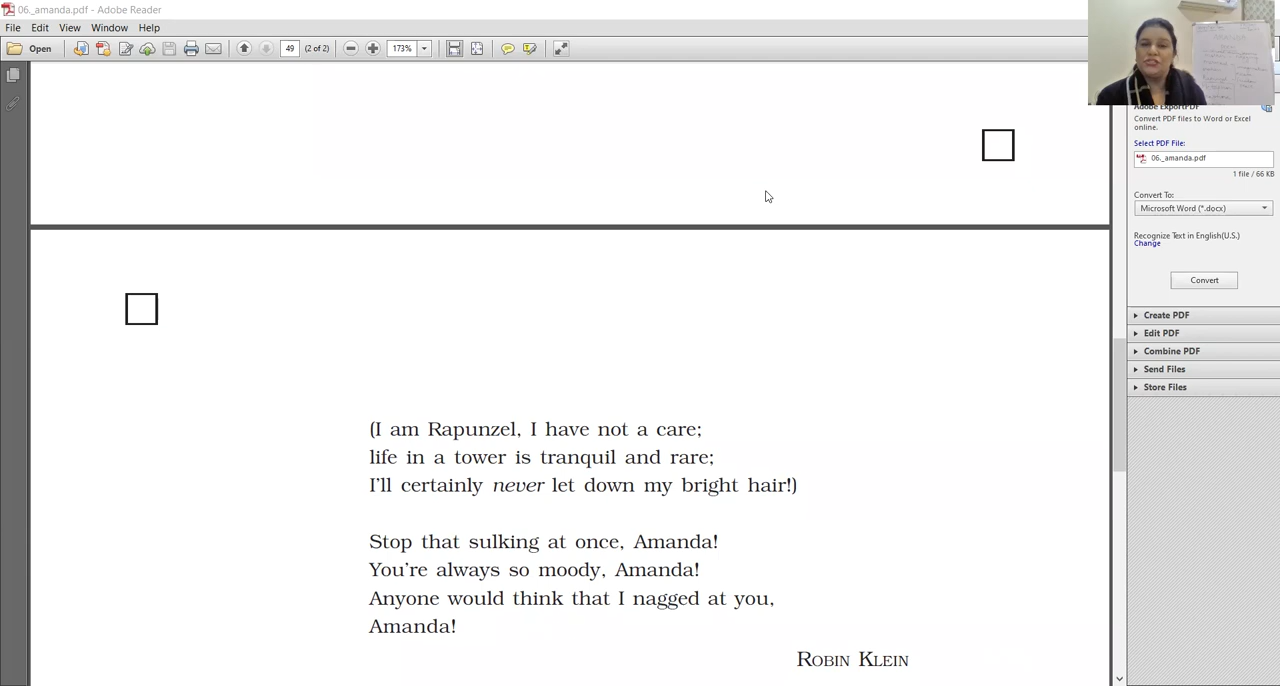 06._amanda.pdf - Adobe Reader
File Edit View Window Help
Open 49 (2 of 2) 173%
Adobe ExportPDF
Convert PDF files to Word or Excel
online.
Select PDF File:
06._amanda.pdf
1 file / 66 KB
Convert To:
Microsoft Word (*.docx)
Recognize Text in English(U.S.)
Change
Convert
Create PDF
Edit PDF
Combine PDF
Send Files
Store Files
(I am Rapunzel, I have not a care;
life in a tower is tranquil and rare;
I'll certainly never let down my bright hair!)
Stop that sulking at once, Amanda!
You're always so moody, Amanda!
Anyone would think that I nagged at you,
Amanda!
Robin Klein